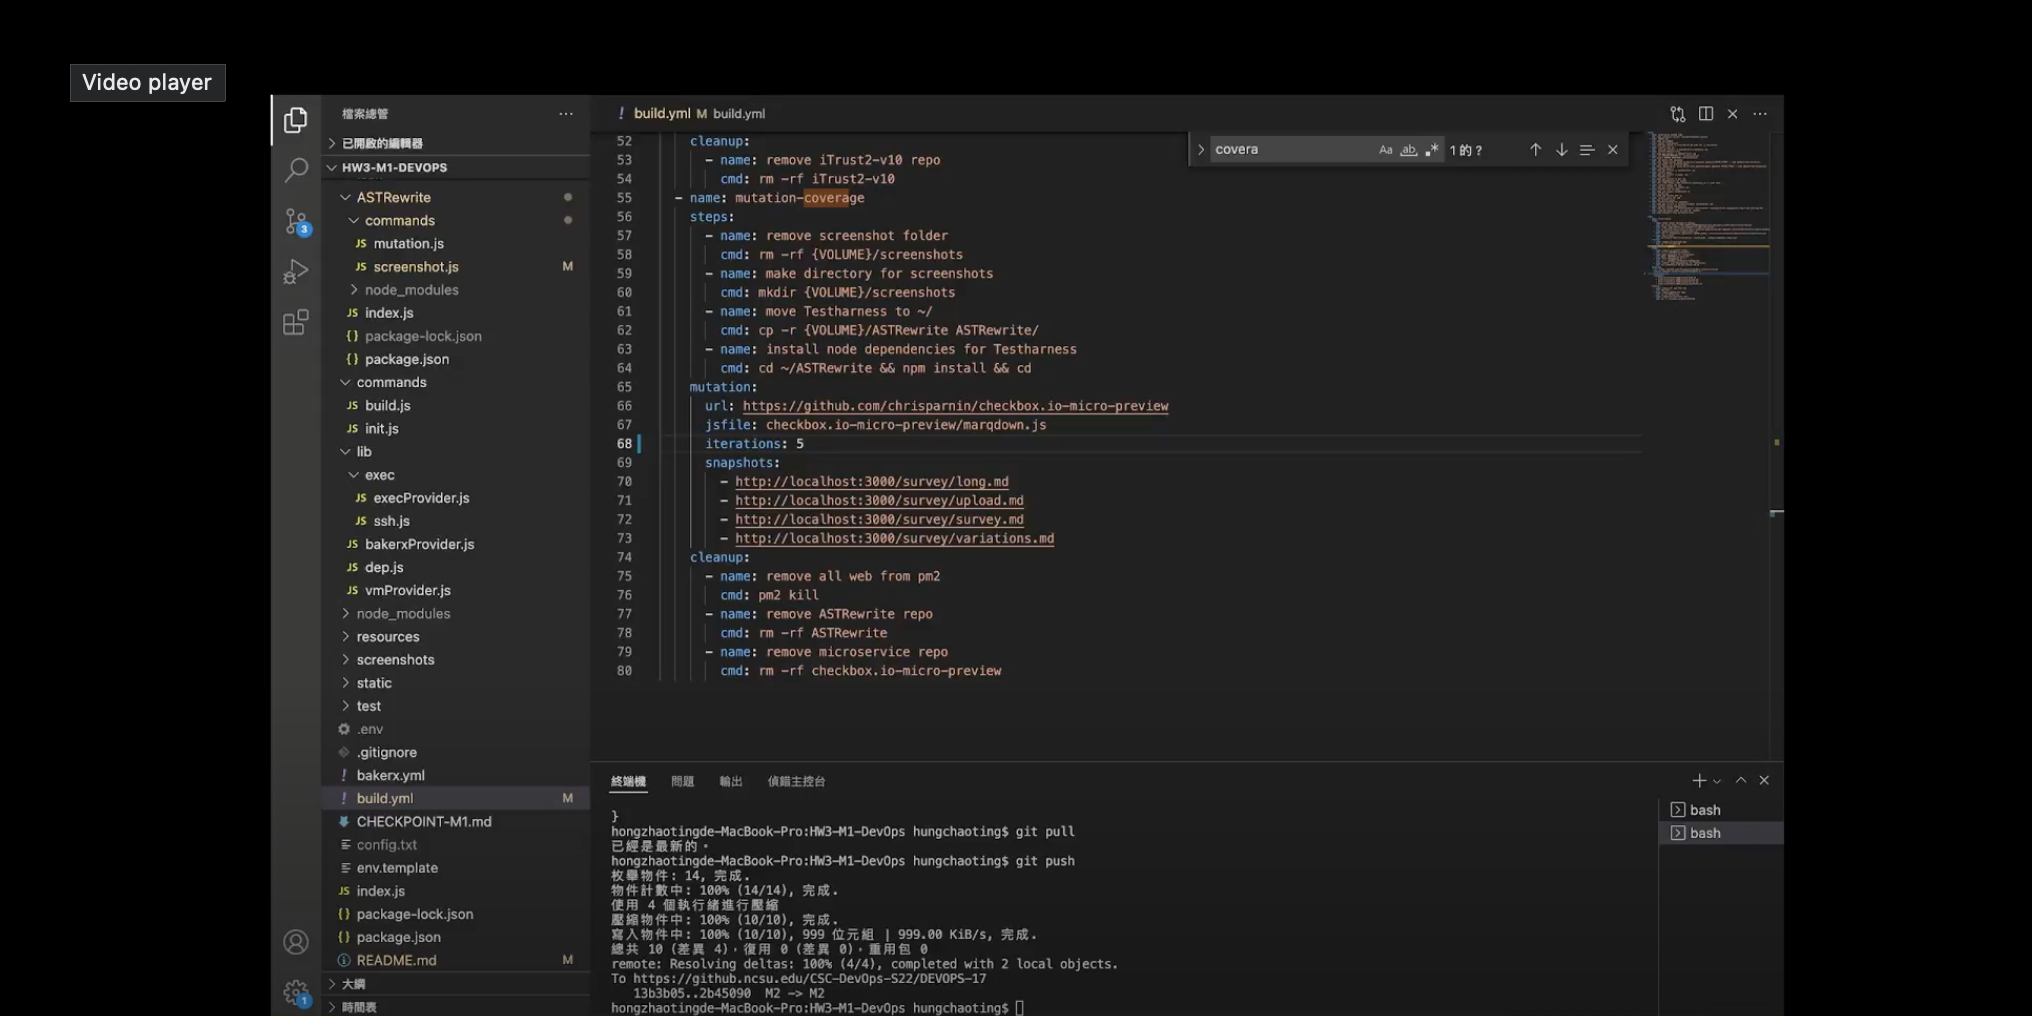 Video player
檔案總管
已開啟的編輯器
HW3-M1-DEVOPS
ASTRewrite
commands
JS mutation.js
JS screenshot.js M
node_modules
JS index.js
{} package-lock.json
{} package.json
commands
JS build.js
JS init.js
lib
exec
JS execProvider.js
JS ssh.js
JS bakerxProvider.js
JS dep.js
JS vmProvider.js
node_modules
resources
screenshots
static
test
.env
.gitignore
! bakerx.yml
! build.yml M
CHECKPOINT-M1.md
config.txt
env.template
JS index.js
{} package-lock.json
{} package.json
README.md M
大綱
時間表
3
1
! build.yml M build.yml
covera Aa ab .* 1 的 ?
52 cleanup:
53 - name: remove iTrust2-v10 repo
54 cmd: rm -rf iTrust2-v10
55 - name: mutation-coverage
56 steps:
57 - name: remove screenshot folder
58 cmd: rm -rf {VOLUME}/screenshots
59 - name: make directory for screenshots
60 cmd: mkdir {VOLUME}/screenshots
61 - name: move Testharness to ~/
62 cmd: cp -r {VOLUME}/ASTRewrite ASTRewrite/
63 - name: install node dependencies for Testharness
64 cmd: cd ~/ASTRewrite && npm install && cd
65 mutation:
66 url: https://github.com/chrisparnin/checkbox.io-micro-preview
67 jsfile: checkbox.io-micro-preview/marqdown.js
68 iterations: 5
69 snapshots:
70 - http://localhost:3000/survey/long.md
71 - http://localhost:3000/survey/upload.md
72 - http://localhost:3000/survey/survey.md
73 - http://localhost:3000/survey/variations.md
74 cleanup:
75 - name: remove all web from pm2
76 cmd: pm2 kill
77 - name: remove ASTRewrite repo
78 cmd: rm -rf ASTRewrite
79 - name: remove microservice repo
80 cmd: rm -rf checkbox.io-micro-preview
終端機 問題 輸出 偵錯主控台
}
hongzhaotingde-MacBook-Pro:HW3-M1-DevOps hungchaoting$ git pull
已經是最新的。
hongzhaotingde-MacBook-Pro:HW3-M1-DevOps hungchaoting$ git push
枚舉物件: 14, 完成.
物件計數中: 100% (14/14), 完成.
使用 4 個執行緒進行壓縮
壓縮物件中: 100% (10/10), 完成.
寫入物件中: 100% (10/10), 999 位元組 | 999.00 KiB/s, 完成.
總共 10 (差異 4)，復用 0 (差異 0)，重用包 0
remote: Resolving deltas: 100% (4/4), completed with 2 local objects.
To https://github.ncsu.edu/CSC-DevOps-S22/DEVOPS-17
13b3b05..2b45090 M2 -> M2
hongzhaotingde-MacBook-Pro:HW3-M1-DevOps hungchaoting$
bash
bash